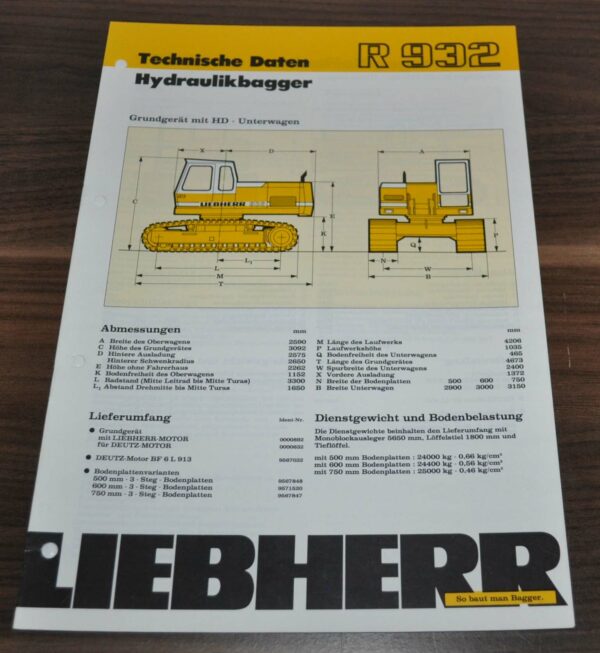 Technische Daten R 932
Hydraulikbagger
Grundgerät mit HD - Unterwagen
X D A
C E K P
LIEBHERR
Q
L₁ N
L W
M B
T
Abmessungen mm
A Breite des Oberwagens 2590
C Höhe des Grundgerätes 3092
D Hintere Ausladung 2575
Hinterer Schwenkradius 2650
E Höhe ohne Fahrerhaus 2262
K Bodenfreiheit des Oberwagens 1152
L Radstand (Mitte Leitrad bis Mitte Turas) 3300
L₁ Abstand Drehmitte bis Mitte Turas 1650
mm
M Länge des Laufwerks 4206
P Laufwerkshöhe 1035
Q Bodenfreiheit des Unterwagens 465
T Länge des Grundgerätes 4673
W Spurbreite des Unterwagens 2400
X Vordere Ausladung 1372
N Breite der Bodenplatten 500 600 750
B Breite Unterwagen 2900 3000 3150
Lieferumfang Ident-Nr.
● Grundgerät
mit LIEBHERR-MOTOR
für DEUTZ-MOTOR
● DEUTZ-Motor BF 6 L 913 9567022
● Bodenplattenvarianten
500 mm - 3 - Steg - Bodenplatten 9567848
600 mm - 3 - Steg - Bodenplatten 9571520
750 mm - 3 - Steg - Bodenplatten 9567847
Dienstgewicht und Bodenbelastung
Die Dienstgewichte beinhalten den Lieferumfang mit
Monoblockausleger 5650 mm, Löffelstiel 1800 mm und
Tieflöffel.
mit 500 mm Bodenplatten : 24000 kg - 0,66 kg/cm²
mit 600 mm Bodenplatten : 24400 kg - 0,56 kg/cm²
mit 750 mm Bodenplatten : 25000 kg - 0,46 kg/cm²
LIEBHERR
So baut man Bagger.